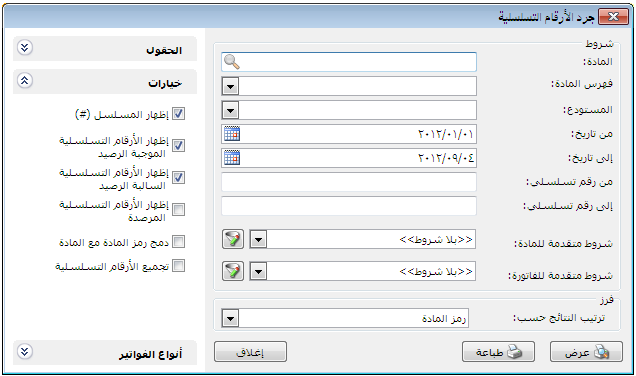 جرد الأرقام التسلسلية
شروط
المادة:
فهرس المادة:
المستودع:
من تاريخ:
٢٠١٢/٠١/٠١
إلى تاريخ:
٢٠١٢/٠٩/٠٤
من رقم تسلسلي:
إلى رقم تسلسلي:
شروط متقدمة للمادة:
<<بلا شروط>>
شروط متقدمة للفاتورة:
<<بلا شروط>>
فرز
ترتيب النتائج حسب:
رمز المادة
عرض
طباعة
إغلاق
الحقول
خيارات
إظهار المسلسل (#)
إظهار الأرقام التسلسلية
الموجبة الرصيد
إظهار الأرقام التسلسلية
السالبة الرصيد
إظهار الأرقام التسلسلية
المرصدة
دمج رمز المادة مع المادة
تجميع الأرقام التسلسلية
أنواع الفواتير